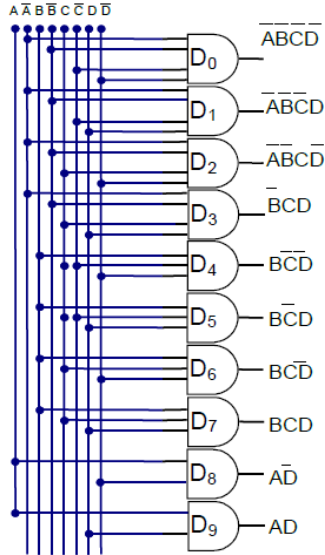 A A̅ B B̅ C C̅ D D̅
D₀ A̅B̅C̅D̅
D₁ A̅B̅C̅D
D₂ A̅B̅CD̅
D₃ B̅CD
D₄ BC̅D̅
D₅ BC̅D
D₆ BCD̅
D₇ BCD
D₈ AD̅
D₉ AD